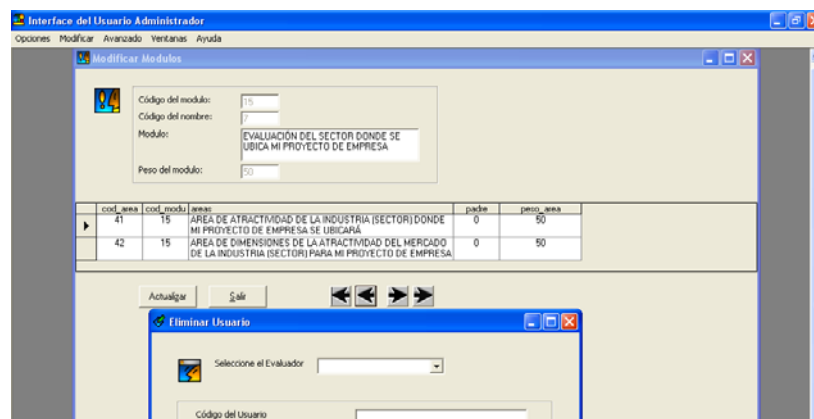 Interface del Usuario Administrador
Opciones Modificar Avanzado Ventanas Ayuda
Modificar Modulos
Código del modulo: 15
Código del nombre: 7
Modulo: EVALUACIÓN DEL SECTOR DONDE SE
UBICA MI PROYECTO DE EMPRESA
Peso del modulo: 50
cod_area cod_modu areas padre peso_area
41 15 AREA DE ATRACTIVIDAD DE LA INDUSTRIA (SECTOR) DONDE 0 50
MI PROYECTO DE EMPRESA SE UBICARÁ
42 15 AREA DE DIMENSIONES DE LA ATRACTIVIDAD DEL MERCADO 0 50
DE LA INDUSTRIA (SECTOR) PARA MI PROYECTO DE EMPRESA
Actualizar Salir
Eliminar Usuario
Seleccione el Evaluador
Código del Usuario